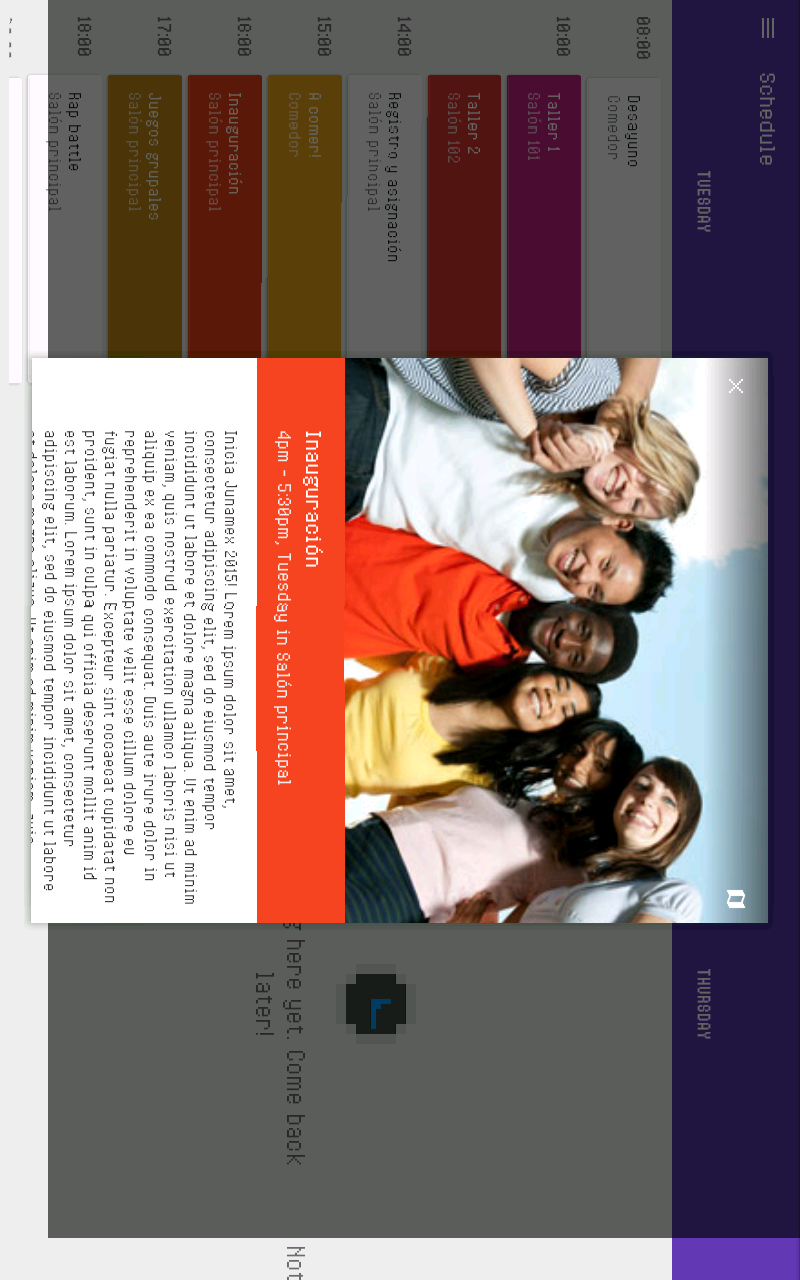 Schedule
TUESDAY
THURSDAY
08:00
Desayuno
Comedor
10:00
Taller 1
Salón 101
Taller 2
Salón 102
14:00
Registro y asignación
Salón principal
15:00
A comer!
Comedor
16:00
Inauguración
Salón principal
17:00
Juegos grupales
Salón principal
18:00
Rap battle
Salón principal
Inauguración
4pm - 5:30pm, Tuesday in Salón principal
Inicia Junamex 2015! Lorem ipsum dolor sit amet,
consectetur adipiscing elit, sed do eiusmod tempor
incididunt ut labore et dolore magna aliqua. Ut enim ad minim
veniam, quis nostrud exercitation ullamco laboris nisi ut
aliquip ex ea commodo consequat. Duis aute irure dolor in
reprehenderit in voluptate velit esse cillum dolore eu
fugiat nulla pariatur. Excepteur sint occaecat cupidatat non
proident, sunt in culpa qui officia deserunt mollit anim id
est laborum. Lorem ipsum dolor sit amet, consectetur
adipiscing elit, sed do eiusmod tempor incididunt ut labore
here yet. Come back
later!
Not